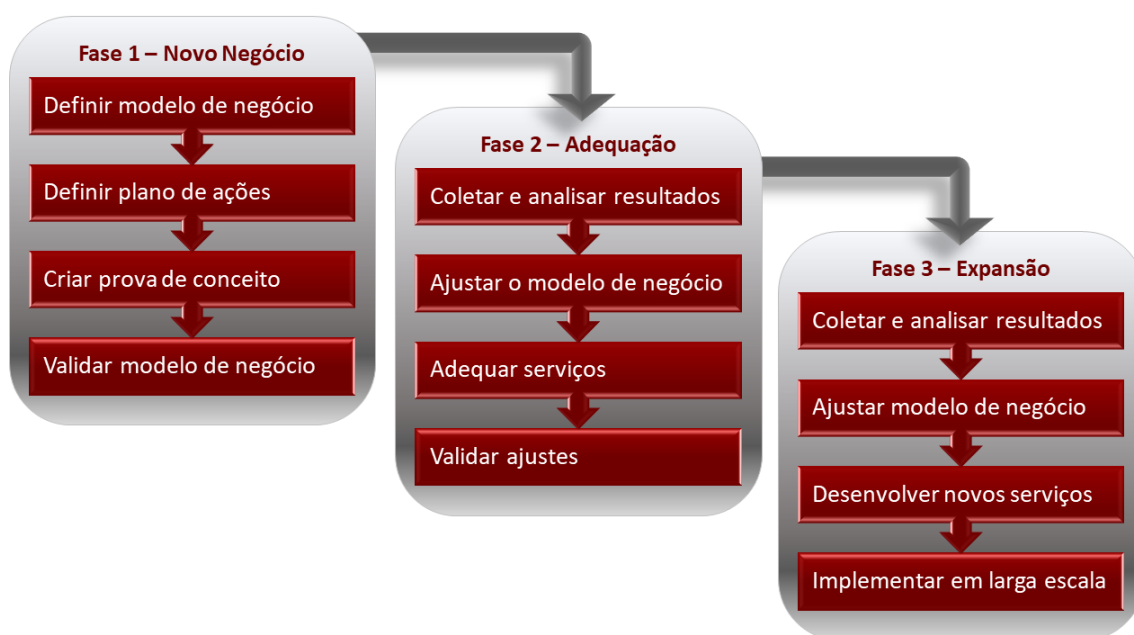 Fase 1 – Novo Negócio
Definir modelo de negócio
Definir plano de ações
Criar prova de conceito
Validar modelo de negócio
Fase 2 – Adequação
Coletar e analisar resultados
Ajustar o modelo de negócio
Adequar serviços
Validar ajustes
Fase 3 – Expansão
Coletar e analisar resultados
Ajustar modelo de negócio
Desenvolver novos serviços
Implementar em larga escala